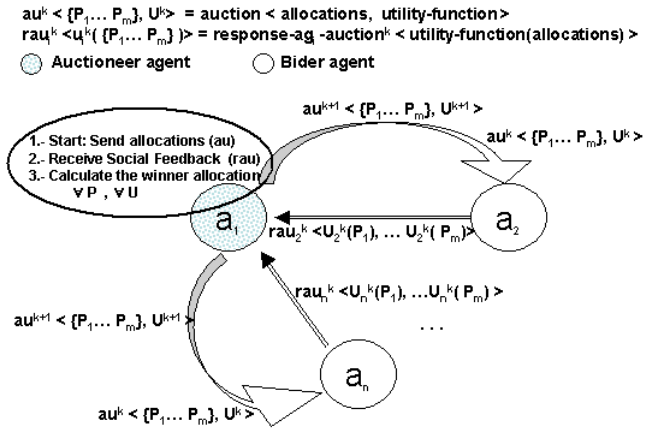 au^k < {P_1... P_m}, U^k> = auction < allocations, utility-function>
rau_i^k <u_i^k( {P_1... P_m} )> = response-ag_i -auction^k < utility-function(allocations) >
Auctioneer agent
Bider agent
au^k+1 < {P_1... P_m}, U^k+1 >
au^k < {P_1... P_m}, U^k >
1.- Start: Send allocations (au)
2.- Receive Social Feedback (rau)
3.- Calculate the winner allocation
∀ P , ∀ U
a_1
a_2
rau_2^k <U_2^k(P_1), ... U_2^k( P_m)>
rau_n^k <U_n^k(P_1), ...U_n^k( P_m) >
au^k+1 < {P_1... P_m}, U^k+1 >
. . .
a_n
au^k < {P_1... P_m}, U^k >